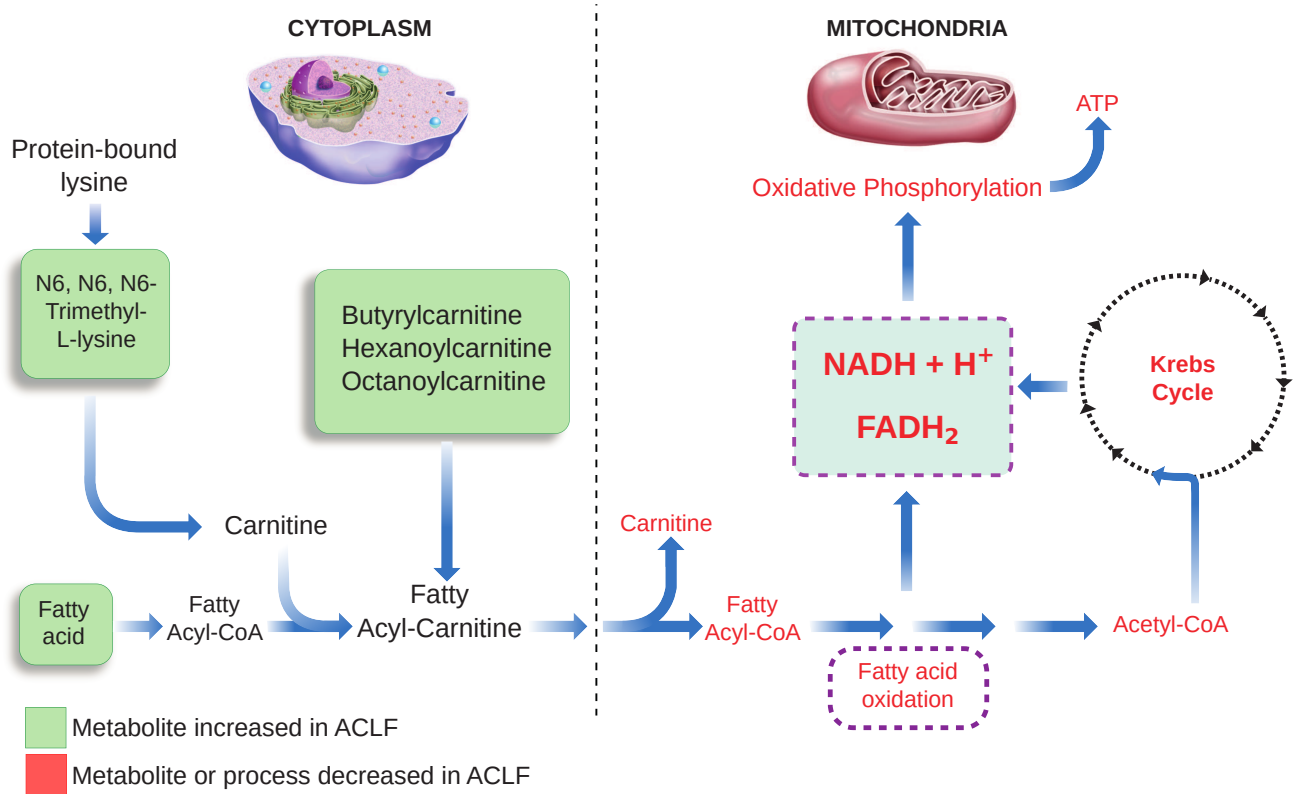 CYTOPLASM
MITOCHONDRIA
Protein-bound
lysine
N6, N6, N6-
Trimethyl-
L-lysine
Butyrylcarnitine
Hexanoylcarnitine
Octanoylcarnitine
Carnitine
Fatty
acid
Fatty
Acyl-CoA
Fatty
Acyl-Carnitine
ATP
Oxidative Phosphorylation
NADH + H⁺
FADH₂
Krebs
Cycle
Carnitine
Fatty
Acyl-CoA
Acetyl-CoA
Fatty acid
oxidation
Metabolite increased in ACLF
Metabolite or process decreased in ACLF